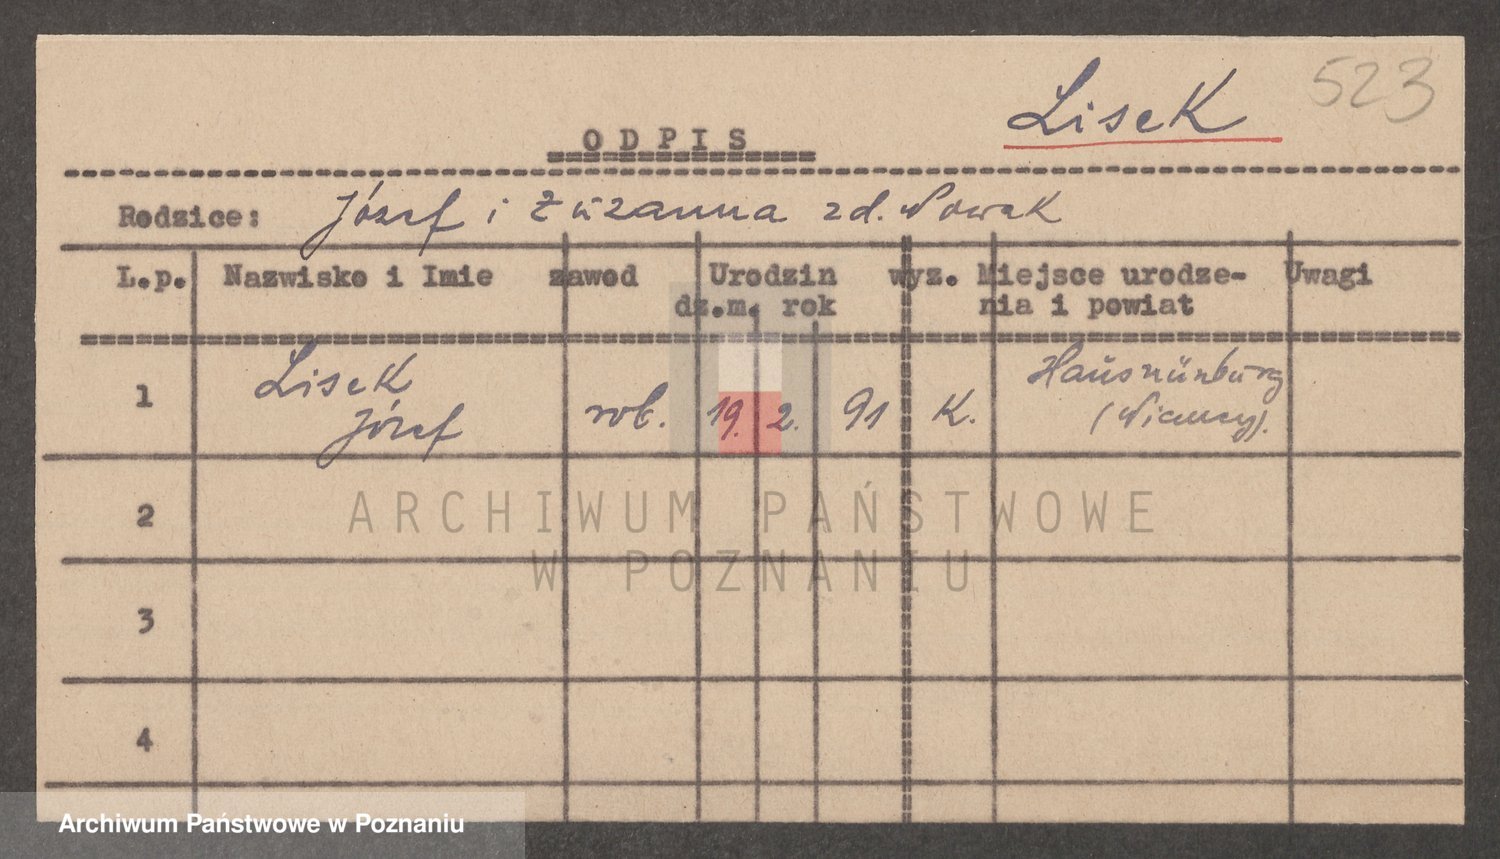 523
Lisek
ODPIS
Rodzice: Józef i Zuzanna zd. Nowak
L.p. Nazwisko i Imie zawod Urodzin wyz. Miejsce urodze- Uwagi
dz.m. rok nia i powiat
1 Lisek rob. 19. 2. 91 K.
Józef (Niemcy).
2
3
4
ARCHIWUM PAŃSTWOWE
W POZNANIU
Archiwum Państwowe w Poznaniu